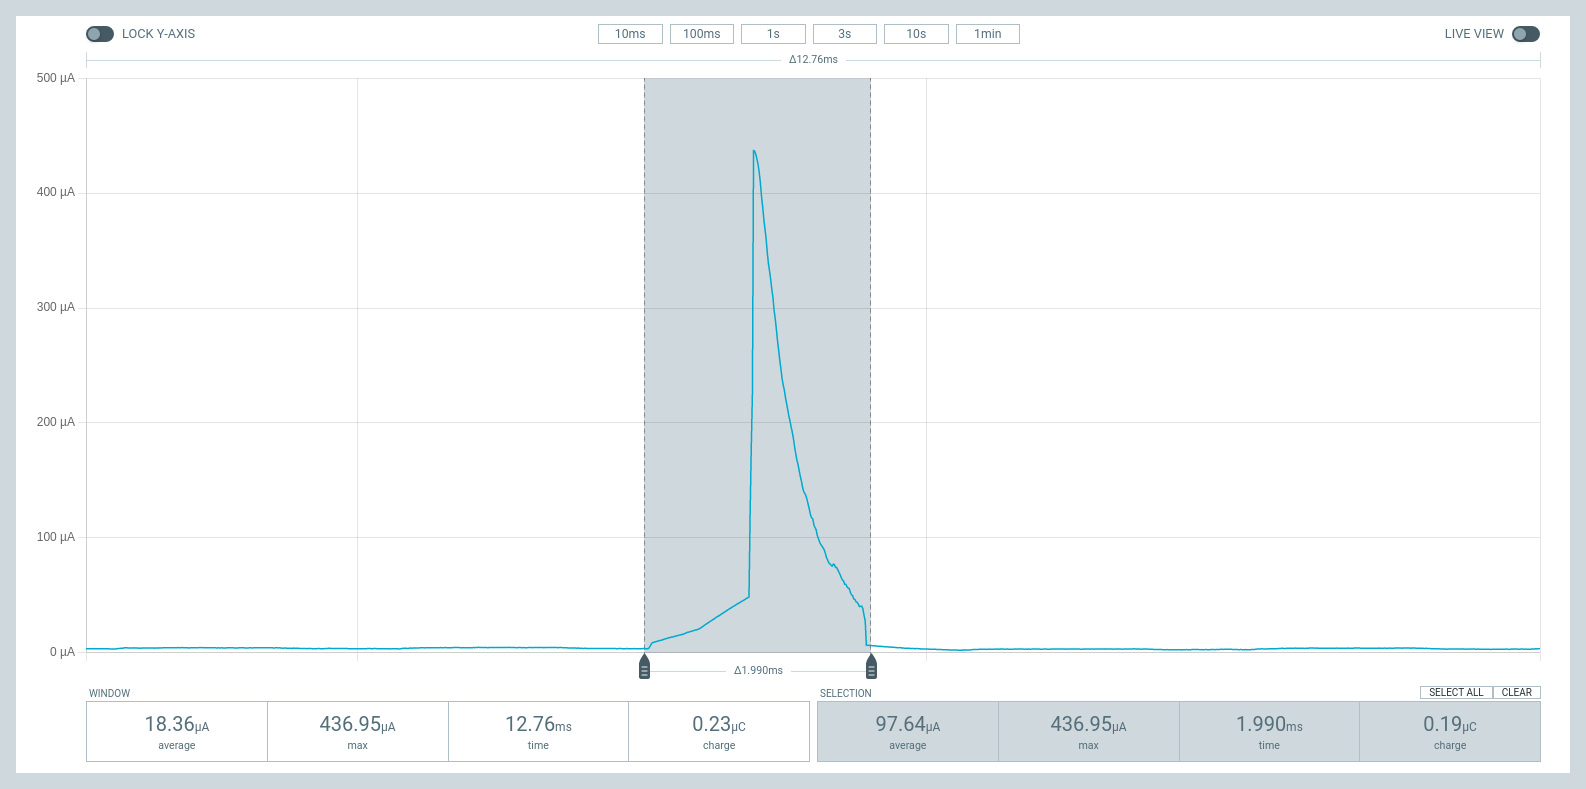 LOCK Y-AXIS 10ms 100ms 1s 3s 10s 1min LIVE VIEW
Δ12.76ms
500 µA
400 µA
300 µA
200 µA
100 µA
0 µA
Δ1.990ms
WINDOW SELECTION SELECT ALL CLEAR
18.36µA 436.95µA 12.76ms 0.23µC 97.64µA 436.95µA 1.990ms 0.19µC
average max time charge average max time charge